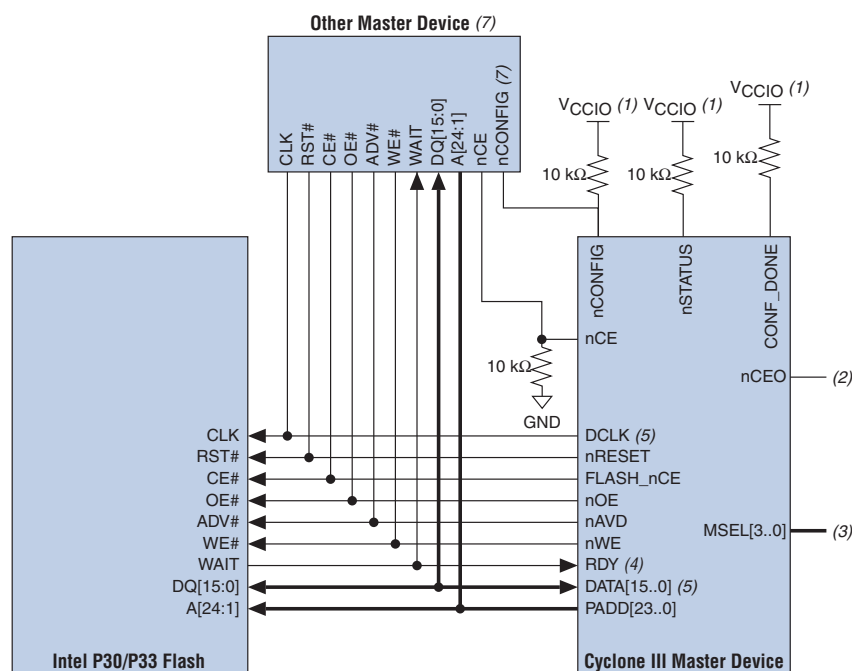 Other Master Device (7)
CLK
RST#
CE#
OE#
ADV#
WE#
WAIT
DQ[15:0]
A[24:1]
nCE
nCONFIG (7)
VCCIO (1)
VCCIO (1)
VCCIO (1)
10 kΩ
10 kΩ
10 kΩ
nCONFIG
nSTATUS
CONF_DONE
nCE
10 kΩ
GND
nCEO
(2)
CLK
DCLK (5)
RST#
nRESET
CE#
FLASH_nCE
OE#
nOE
ADV#
nAVD
WE#
nWE
MSEL[3..0]
(3)
WAIT
RDY (4)
DQ[15:0]
DATA[15..0] (5)
A[24:1]
PADD[23..0]
Intel P30/P33 Flash
Cyclone III Master Device